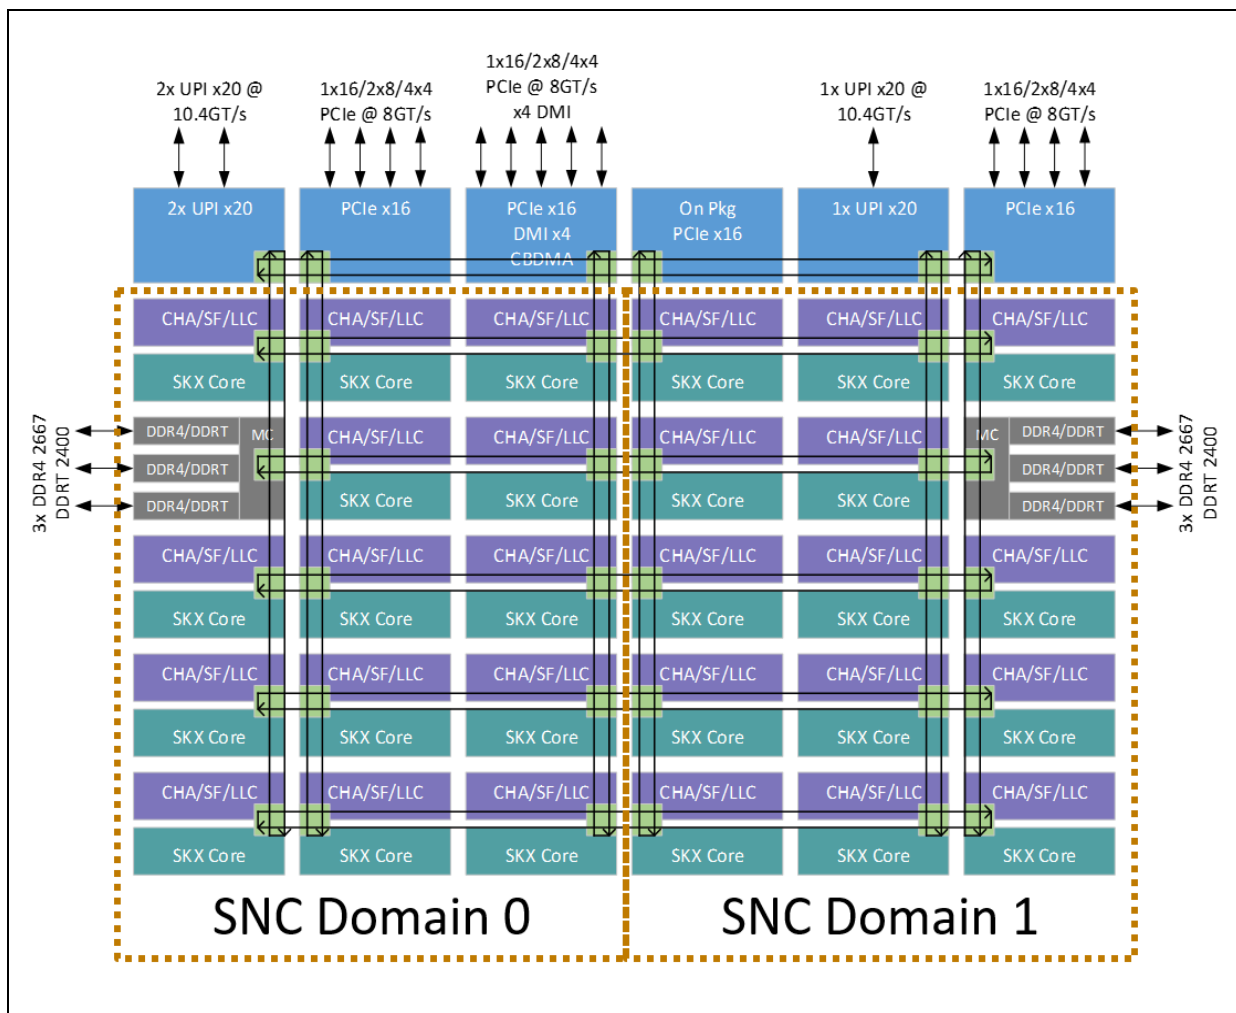 2x UPI x20 @
10.4GT/s
1x16/2x8/4x4
PCIe @ 8GT/s
1x16/2x8/4x4
PCIe @ 8GT/s
x4 DMI
1x UPI x20 @
10.4GT/s
1x16/2x8/4x4
PCIe @ 8GT/s
2x UPI x20
PCIe x16
PCIe x16
DMI x4
CBDMA
On Pkg
PCIe x16
1x UPI x20
PCIe x16
CHA/SF/LLC
CHA/SF/LLC
CHA/SF/LLC
CHA/SF/LLC
CHA/SF/LLC
CHA/SF/LLC
SKX Core
SKX Core
SKX Core
SKX Core
SKX Core
SKX Core
3x DDR4 2667
DDRT 2400
DDR4/DDRT
DDR4/DDRT
DDR4/DDRT
MC
CHA/SF/LLC
CHA/SF/LLC
CHA/SF/LLC
CHA/SF/LLC
SKX Core
SKX Core
SKX Core
SKX Core
MC
DDR4/DDRT
DDR4/DDRT
DDR4/DDRT
3x DDR4 2667
DDRT 2400
CHA/SF/LLC
CHA/SF/LLC
CHA/SF/LLC
CHA/SF/LLC
CHA/SF/LLC
CHA/SF/LLC
SKX Core
SKX Core
SKX Core
SKX Core
SKX Core
SKX Core
CHA/SF/LLC
CHA/SF/LLC
CHA/SF/LLC
CHA/SF/LLC
CHA/SF/LLC
CHA/SF/LLC
SKX Core
SKX Core
SKX Core
SKX Core
SKX Core
SKX Core
CHA/SF/LLC
CHA/SF/LLC
CHA/SF/LLC
CHA/SF/LLC
CHA/SF/LLC
CHA/SF/LLC
SKX Core
SKX Core
SKX Core
SKX Core
SKX Core
SKX Core
SNC Domain 0
SNC Domain 1